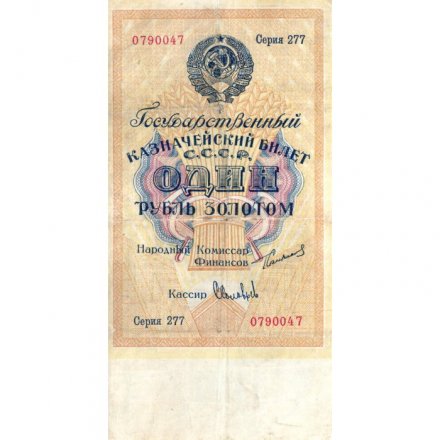 0790047 Серия 277
Государственный
КАЗНАЧЕЙСКИЙ БИЛЕТ
С.С.С.Р.
ОДИН
РУБЛЬ ЗОЛОТОМ
Народный Комиссар
Финансов
Кассир
Серия 277 0790047